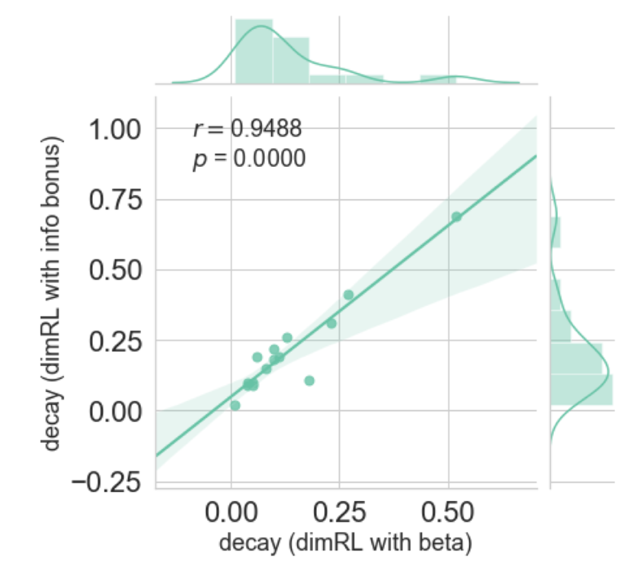 r = 0.9488
p = 0.0000
1.00
0.75
0.50
0.25
0.00
−0.25
decay (dimRL with info bonus)
0.00 0.25 0.50
decay (dimRL with beta)